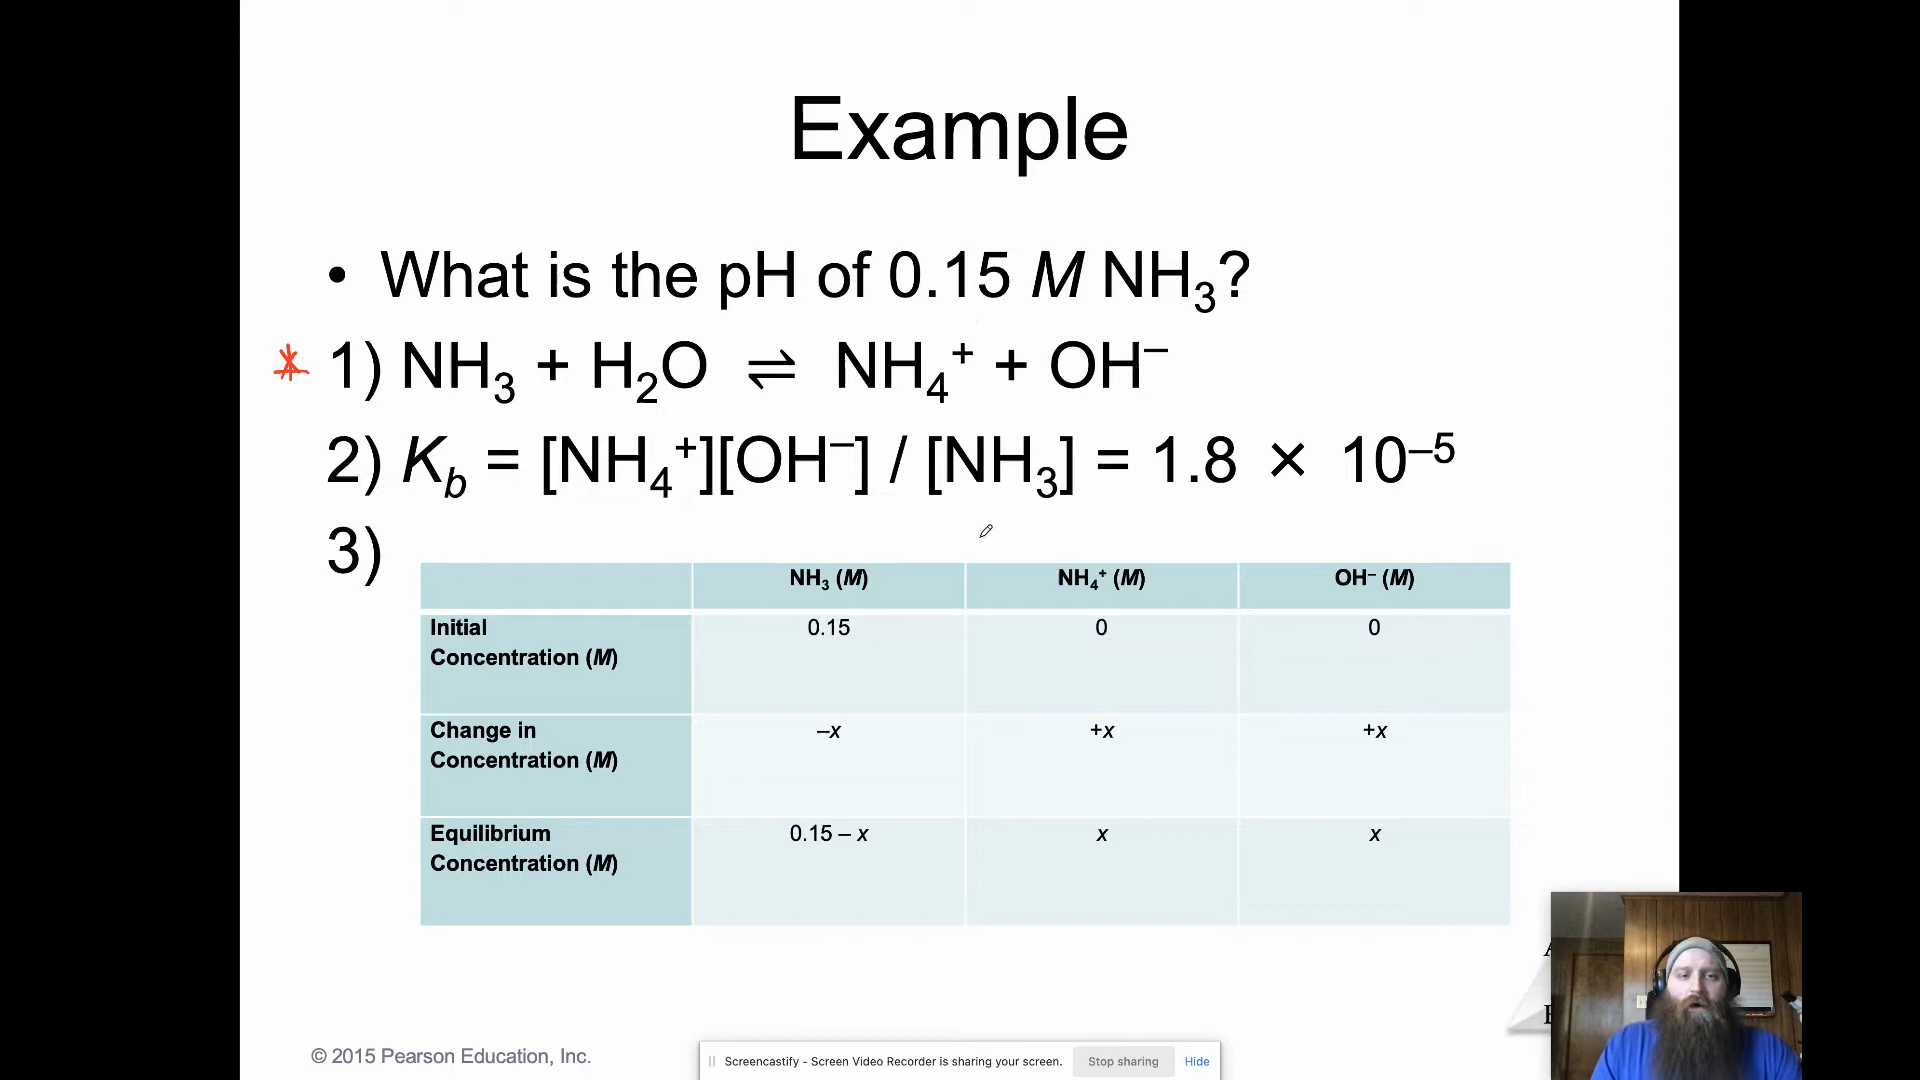 Example
• What is the pH of 0.15 M NH₃?
1) NH₃ + H₂O ⇌ NH₄⁺ + OH⁻
2) K_b = [NH₄⁺][OH⁻] / [NH₃] = 1.8 × 10⁻⁵
3)
NH₃ (M) NH₄⁺ (M) OH⁻ (M)
Initial
Concentration (M) 0.15 0 0
Change in
Concentration (M) –x +x +x
Equilibrium
Concentration (M) 0.15 – x x x
© 2015 Pearson Education, Inc.
Screencastify - Screen Video Recorder is sharing your screen. Stop sharing Hide